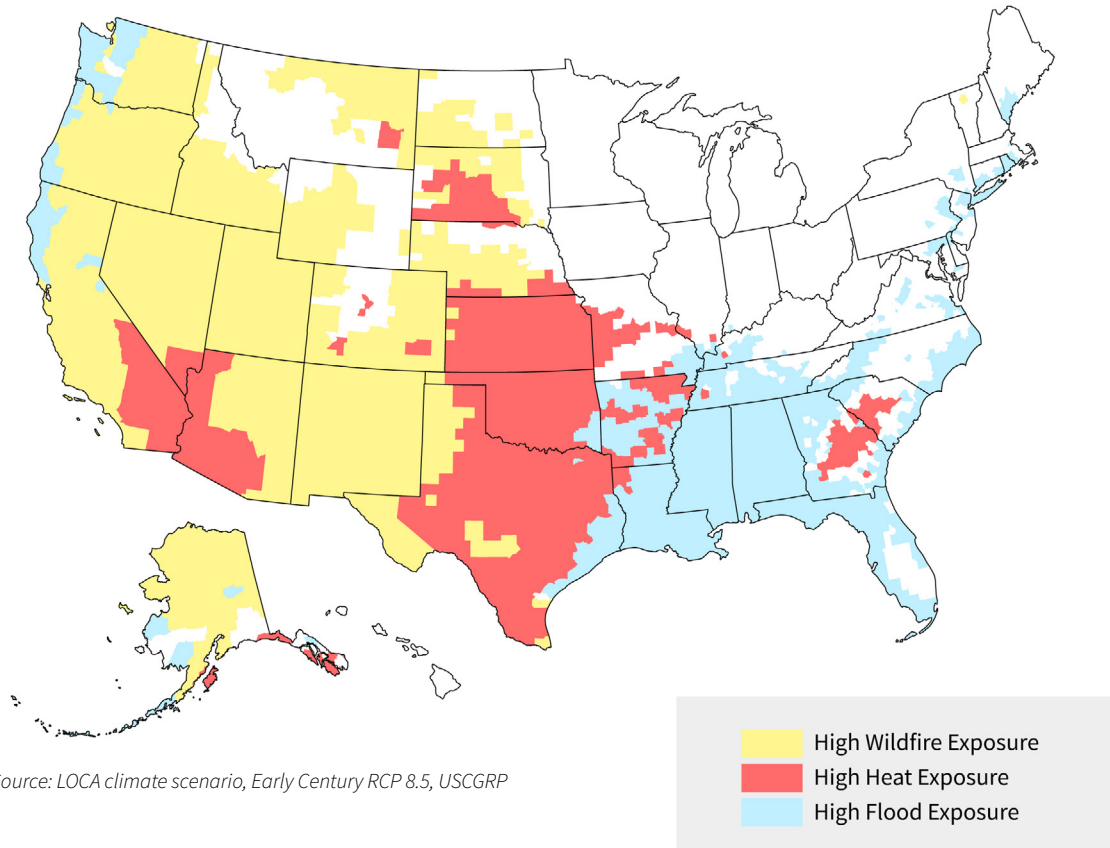 ource: LOCA climate scenario, Early Century RCP 8.5, USCGRP
High Wildfire Exposure
High Heat Exposure
High Flood Exposure